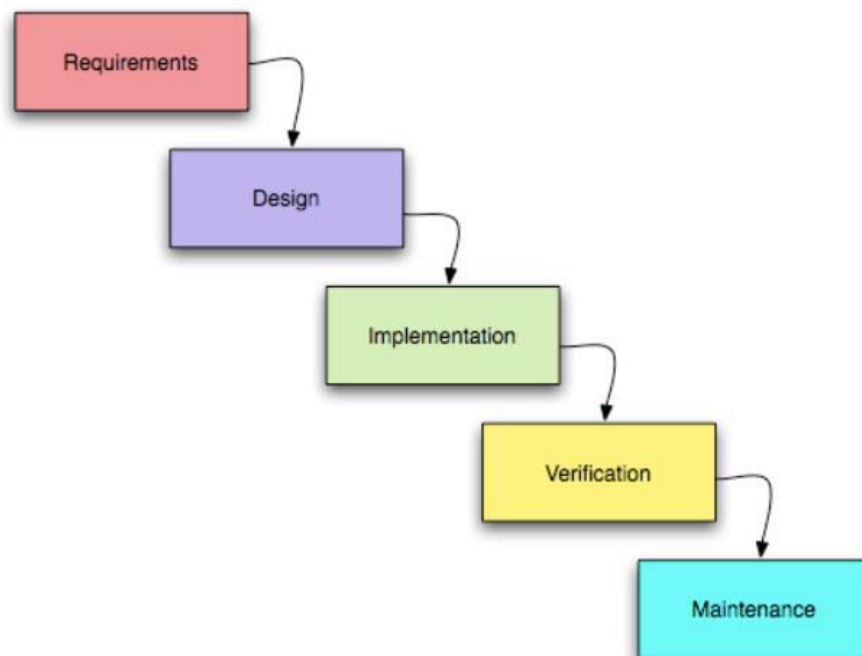 Requirements
Design
Implementation
Verification
Maintenance